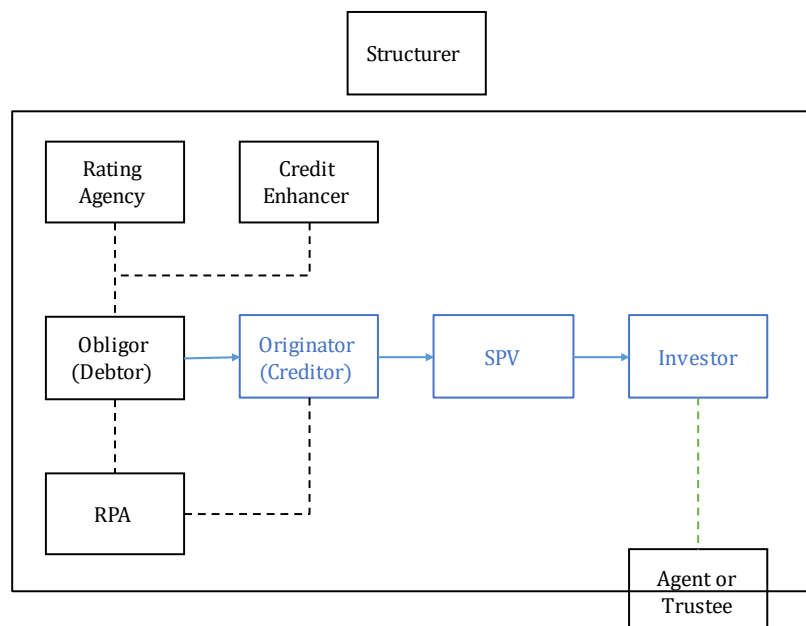 Structurer
Rating
Agency
Credit
Enhancer
Obligor
(Debtor)
Originator
(Creditor)
SPV
Investor
RPA
Agent or
Trustee